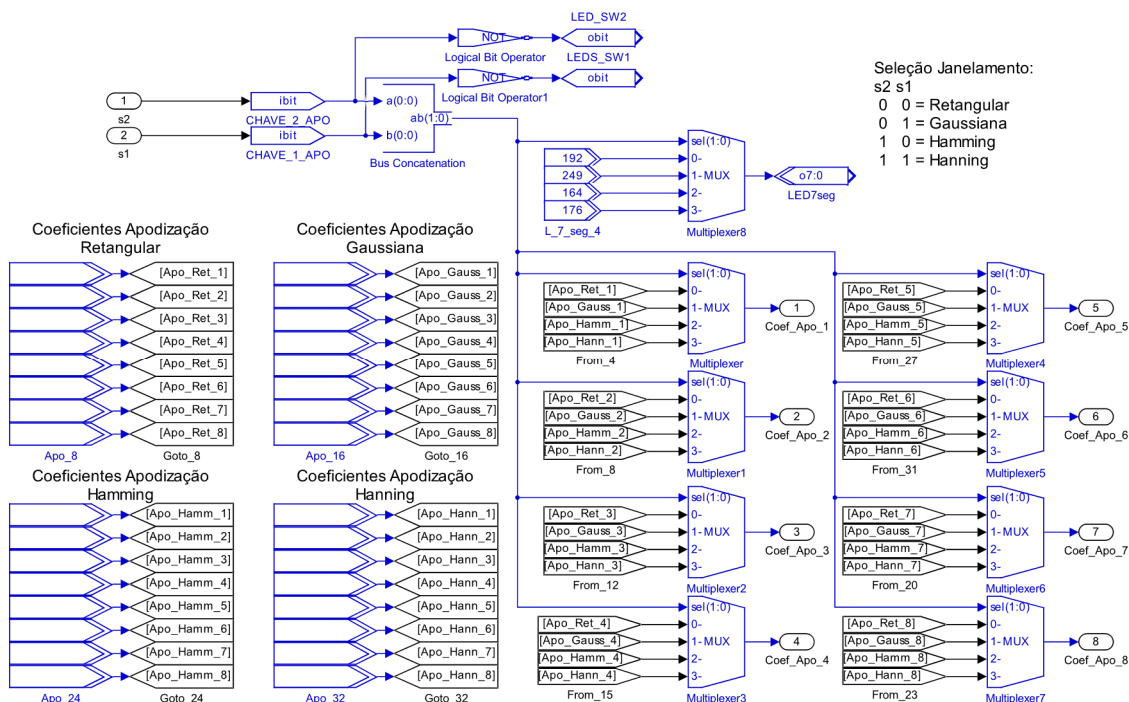 LED_SW2
NOT
obit
Logical Bit Operator
LEDS_SW1
NOT
obit
Logical Bit Operator1
1
s2
ibit
CHAVE_2_APO
2
s1
ibit
CHAVE_1_APO
a(0:0)
b(0:0)
ab(1:0)
Bus Concatenation
Seleção Janelamento:
s2 s1
0 0 = Retangular
0 1 = Gaussiana
1 0 = Hamming
1 1 = Hanning
192
249
164
176
L_7_seg_4
sel(1:0)
0-
1-MUX
2-
3-
Multiplexer8
o7:0
LED7seg
Coeficientes Apodização
Retangular
[Apo_Ret_1]
[Apo_Ret_2]
[Apo_Ret_3]
[Apo_Ret_4]
[Apo_Ret_5]
[Apo_Ret_6]
[Apo_Ret_7]
[Apo_Ret_8]
Apo_8
Goto_8
Coeficientes Apodização
Gaussiana
[Apo_Gauss_1]
[Apo_Gauss_2]
[Apo_Gauss_3]
[Apo_Gauss_4]
[Apo_Gauss_5]
[Apo_Gauss_6]
[Apo_Gauss_7]
[Apo_Gauss_8]
Apo_16
Goto_16
Coeficientes Apodização
Hamming
[Apo_Hamm_1]
[Apo_Hamm_2]
[Apo_Hamm_3]
[Apo_Hamm_4]
[Apo_Hamm_5]
[Apo_Hamm_6]
[Apo_Hamm_7]
[Apo_Hamm_8]
Apo_24
Goto_24
Coeficientes Apodização
Hanning
[Apo_Hann_1]
[Apo_Hann_2]
[Apo_Hann_3]
[Apo_Hann_4]
[Apo_Hann_5]
[Apo_Hann_6]
[Apo_Hann_7]
[Apo_Hann_8]
Apo_32
Goto_32
[Apo_Ret_1]
[Apo_Gauss_1]
[Apo_Hamm_1]
[Apo_Hann_1]
From_4
sel(1:0)
0-
1-MUX
2-
3-
Multiplexer
1
Coef_Apo_1
[Apo_Ret_2]
[Apo_Gauss_2]
[Apo_Hamm_2]
[Apo_Hann_2]
From_8
sel(1:0)
0-
1-MUX
2-
3-
Multiplexer1
2
Coef_Apo_2
[Apo_Ret_3]
[Apo_Gauss_3]
[Apo_Hamm_3]
[Apo_Hann_3]
From_12
sel(1:0)
0-
1-MUX
2-
3-
Multiplexer2
3
Coef_Apo_3
[Apo_Ret_4]
[Apo_Gauss_4]
[Apo_Hamm_4]
[Apo_Hann_4]
From_15
sel(1:0)
0-
1-MUX
2-
3-
Multiplexer3
4
Coef_Apo_4
[Apo_Ret_5]
[Apo_Gauss_5]
[Apo_Hamm_5]
[Apo_Hann_5]
From_27
sel(1:0)
0-
1-MUX
2-
3-
Multiplexer4
5
Coef_Apo_5
[Apo_Ret_6]
[Apo_Gauss_6]
[Apo_Hamm_6]
[Apo_Hann_6]
From_31
sel(1:0)
0-
1-MUX
2-
3-
Multiplexer5
6
Coef_Apo_6
[Apo_Ret_7]
[Apo_Gauss_7]
[Apo_Hamm_7]
[Apo_Hann_7]
From_20
sel(1:0)
0-
1-MUX
2-
3-
Multiplexer6
7
Coef_Apo_7
[Apo_Ret_8]
[Apo_Gauss_8]
[Apo_Hamm_8]
[Apo_Hann_8]
From_23
sel(1:0)
0-
1-MUX
2-
3-
Multiplexer7
8
Coef_Apo_8